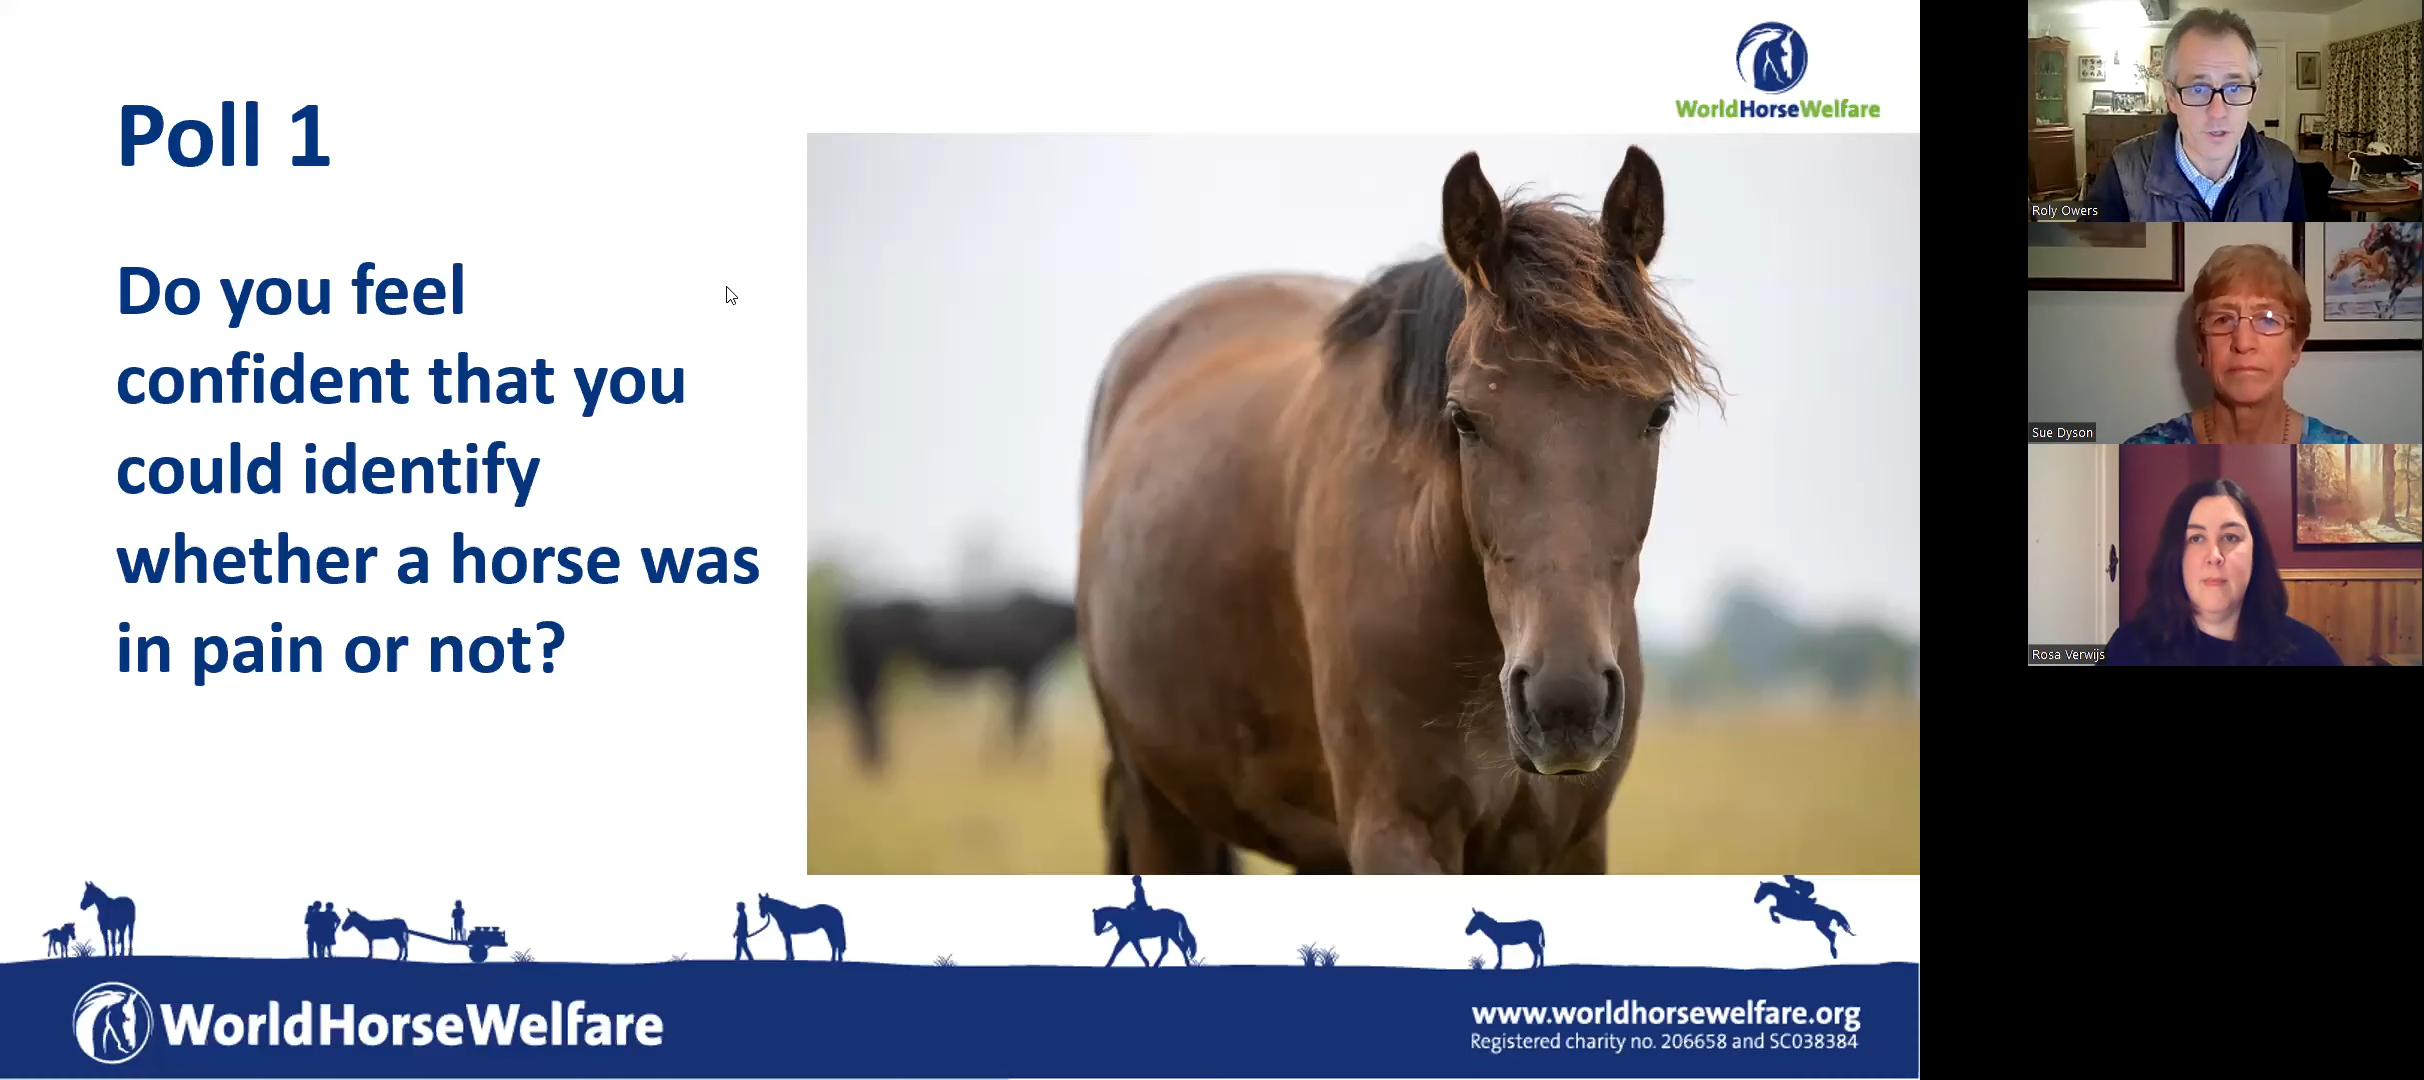 Poll 1
Do you feel
confident that you
could identify
whether a horse was
in pain or not?
WorldHorseWelfare
WorldHorseWelfare
www.worldhorsewelfare.org
Registered charity no. 206658 and SC038384
Roly Owers
Sue Dyson
Rosa Verwijs